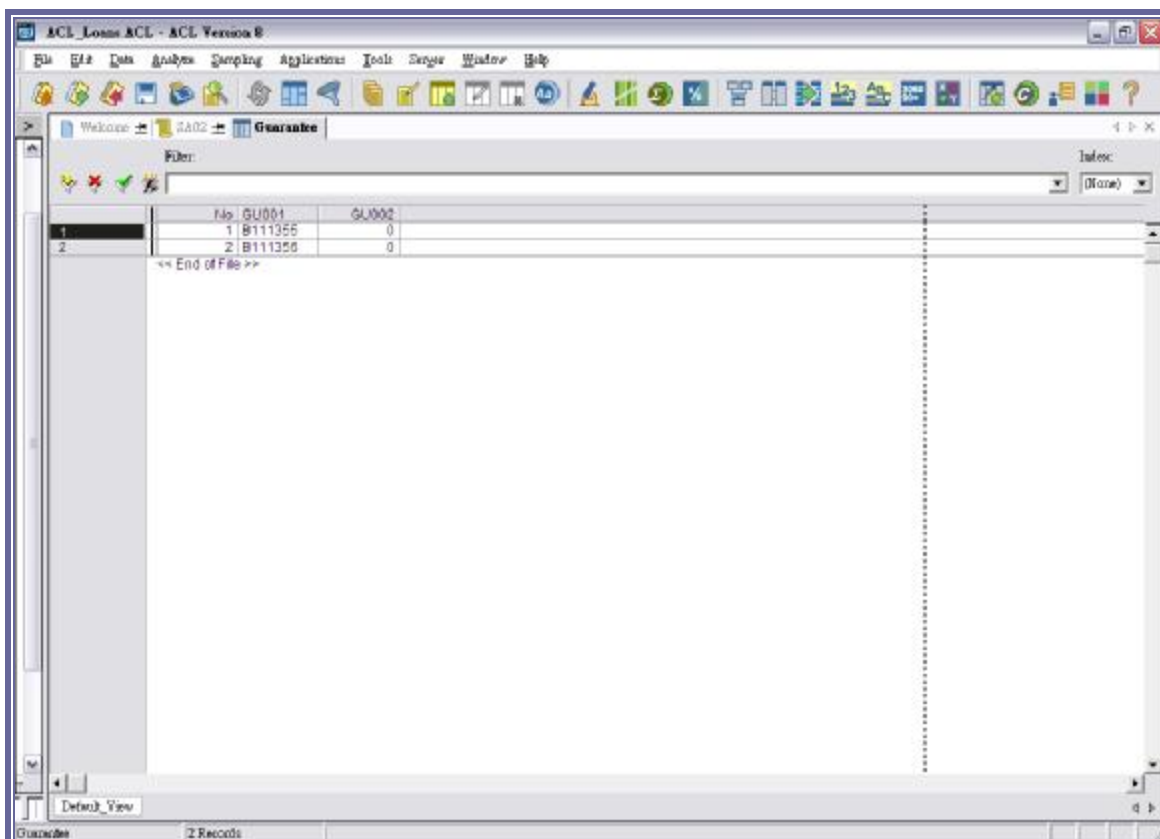 ACL_Loans.ACL - ACL Version 8
File Edit Data Analyze Sampling Applications Tools Server Window Help
Welcome SA02 Guarantee
Filter:
Index:
(None)
No GU001 GU002
1 1 B111355 0
2 2 B111356 0
<< End of File >>
Default_View
Guarantee 2 Records